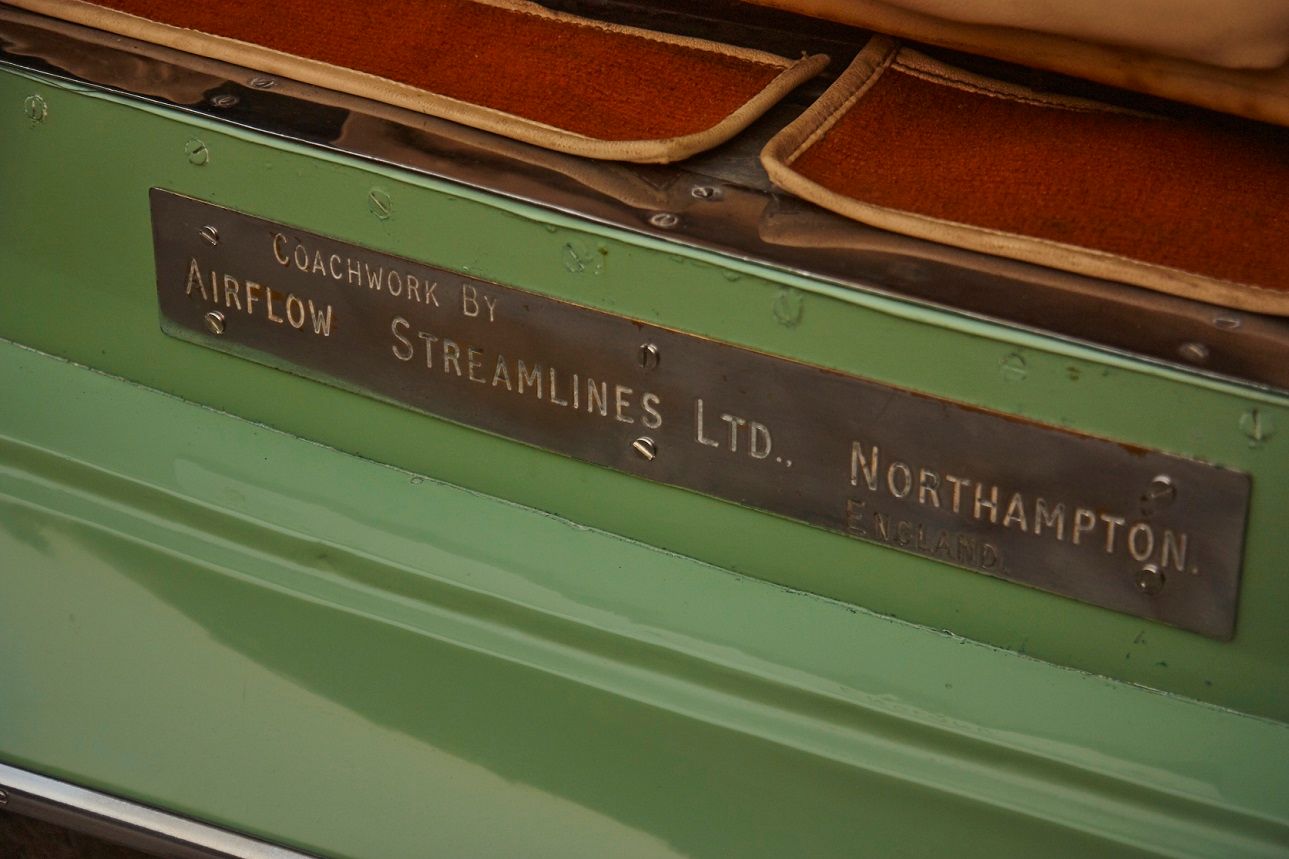 COACHWORK BY
AIRFLOW STREAMLINES LTD., NORTHAMPTON.
ENGLAND.